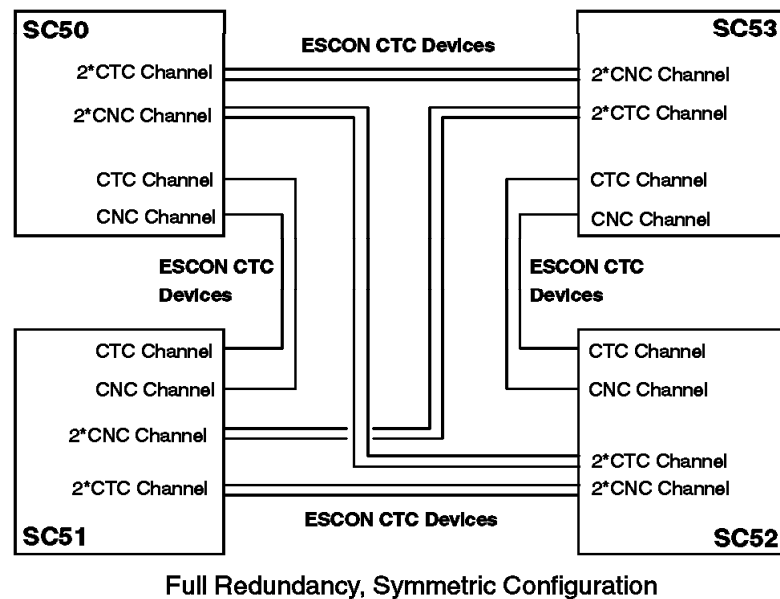 SC50
SC53
ESCON CTC Devices
2*CTC Channel
2*CNC Channel
2*CNC Channel
2*CTC Channel
CTC Channel
CTC Channel
CNC Channel
CNC Channel
ESCON CTC
Devices
ESCON CTC
Devices
CTC Channel
CTC Channel
CNC Channel
CNC Channel
2*CNC Channel
2*CTC Channel
2*CTC Channel
2*CNC Channel
ESCON CTC Devices
SC51
SC52
Full Redundancy, Symmetric Configuration